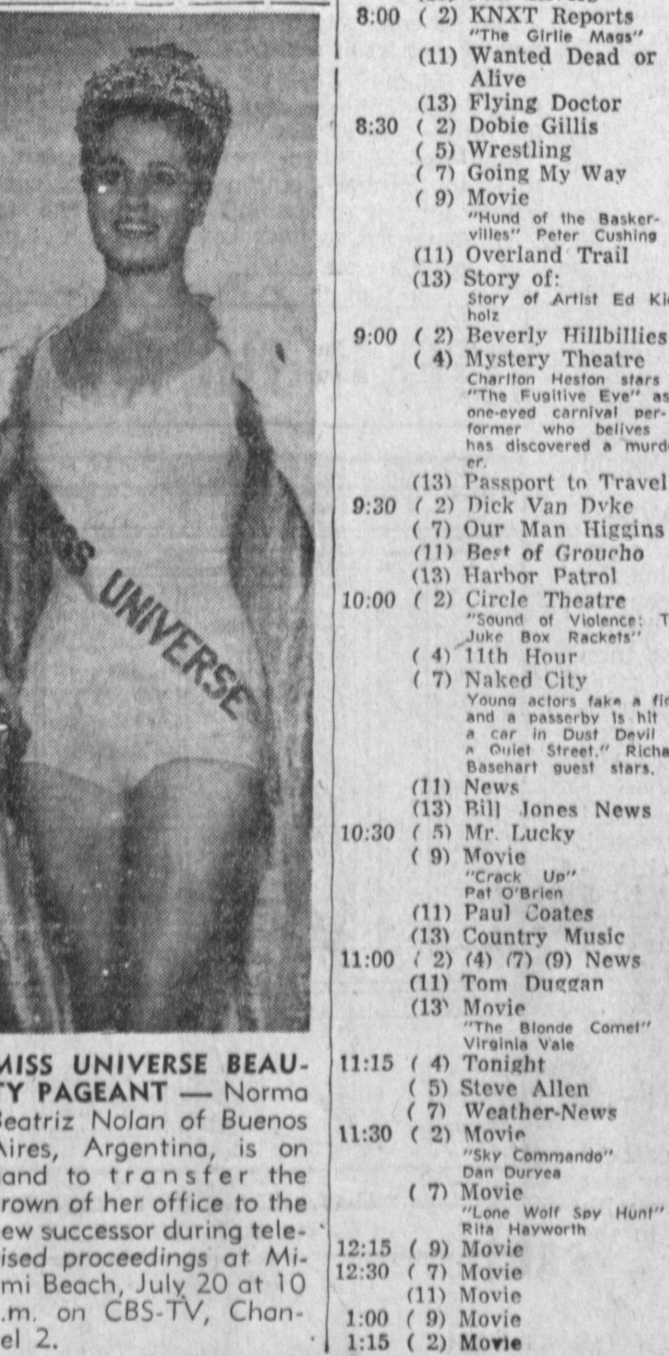 MISS UNIVERSE
MISS UNIVERSE BEAU-
TY PAGEANT — Norma
Beatriz Nolan of Buenos
Aires, Argentina, is on
hand to transfer the
crown of her office to the
new successor during tele-
vised proceedings at Mi-
ami Beach, July 20 at 10
p.m. on CBS-TV, Chan-
nel 2.
8:00 ( 2) KNXT Reports
"The Girlie Mags"
(11) Wanted Dead or
Alive
(13) Flying Doctor
8:30 ( 2) Dobie Gillis
( 5) Wrestling
( 7) Going My Way
( 9) Movie
"Hund of the Basker-
villes" Peter Cushing
(11) Overland Trail
(13) Story of:
Story of Artist Ed Kie
holz
9:00 ( 2) Beverly Hillbillies
( 4) Mystery Theatre
Charlton Heston stars
"The Fugitive Eye" as
one-eyed carnival per-
former who belives
has discovered a murd
er.
(13) Passport to Travel
9:30 ( 2) Dick Van Dyke
( 7) Our Man Higgins
(11) Best of Groucho
(13) Harbor Patrol
10:00 ( 2) Circle Theatre
"Sound of Violence: T
Juke Box Rackets"
( 4) 11th Hour
( 7) Naked City
Young actors fake a fig
and a passerby is hit
a car in Dust Devil
a Quiet Street." Richa
Basehart guest stars.
(11) News
(13) Bill Jones News
10:30 ( 5) Mr. Lucky
( 9) Movie
"Crack Up"
Pat O'Brien
(11) Paul Coates
(13) Country Music
11:00 ( 2) (4) (7) (9) News
(11) Tom Duggan
(13) Movie
"The Blonde Comet"
Virginia Vale
11:15 ( 4) Tonight
( 5) Steve Allen
( 7) Weather-News
11:30 ( 2) Movie
"Sky Commando"
Dan Duryea
( 7) Movie
"Lone Wolf Spy Hunt"
Rita Hayworth
12:15 ( 9) Movie
12:30 ( 7) Movie
(11) Movie
1:00 ( 9) Movie
1:15 ( 2) Movie